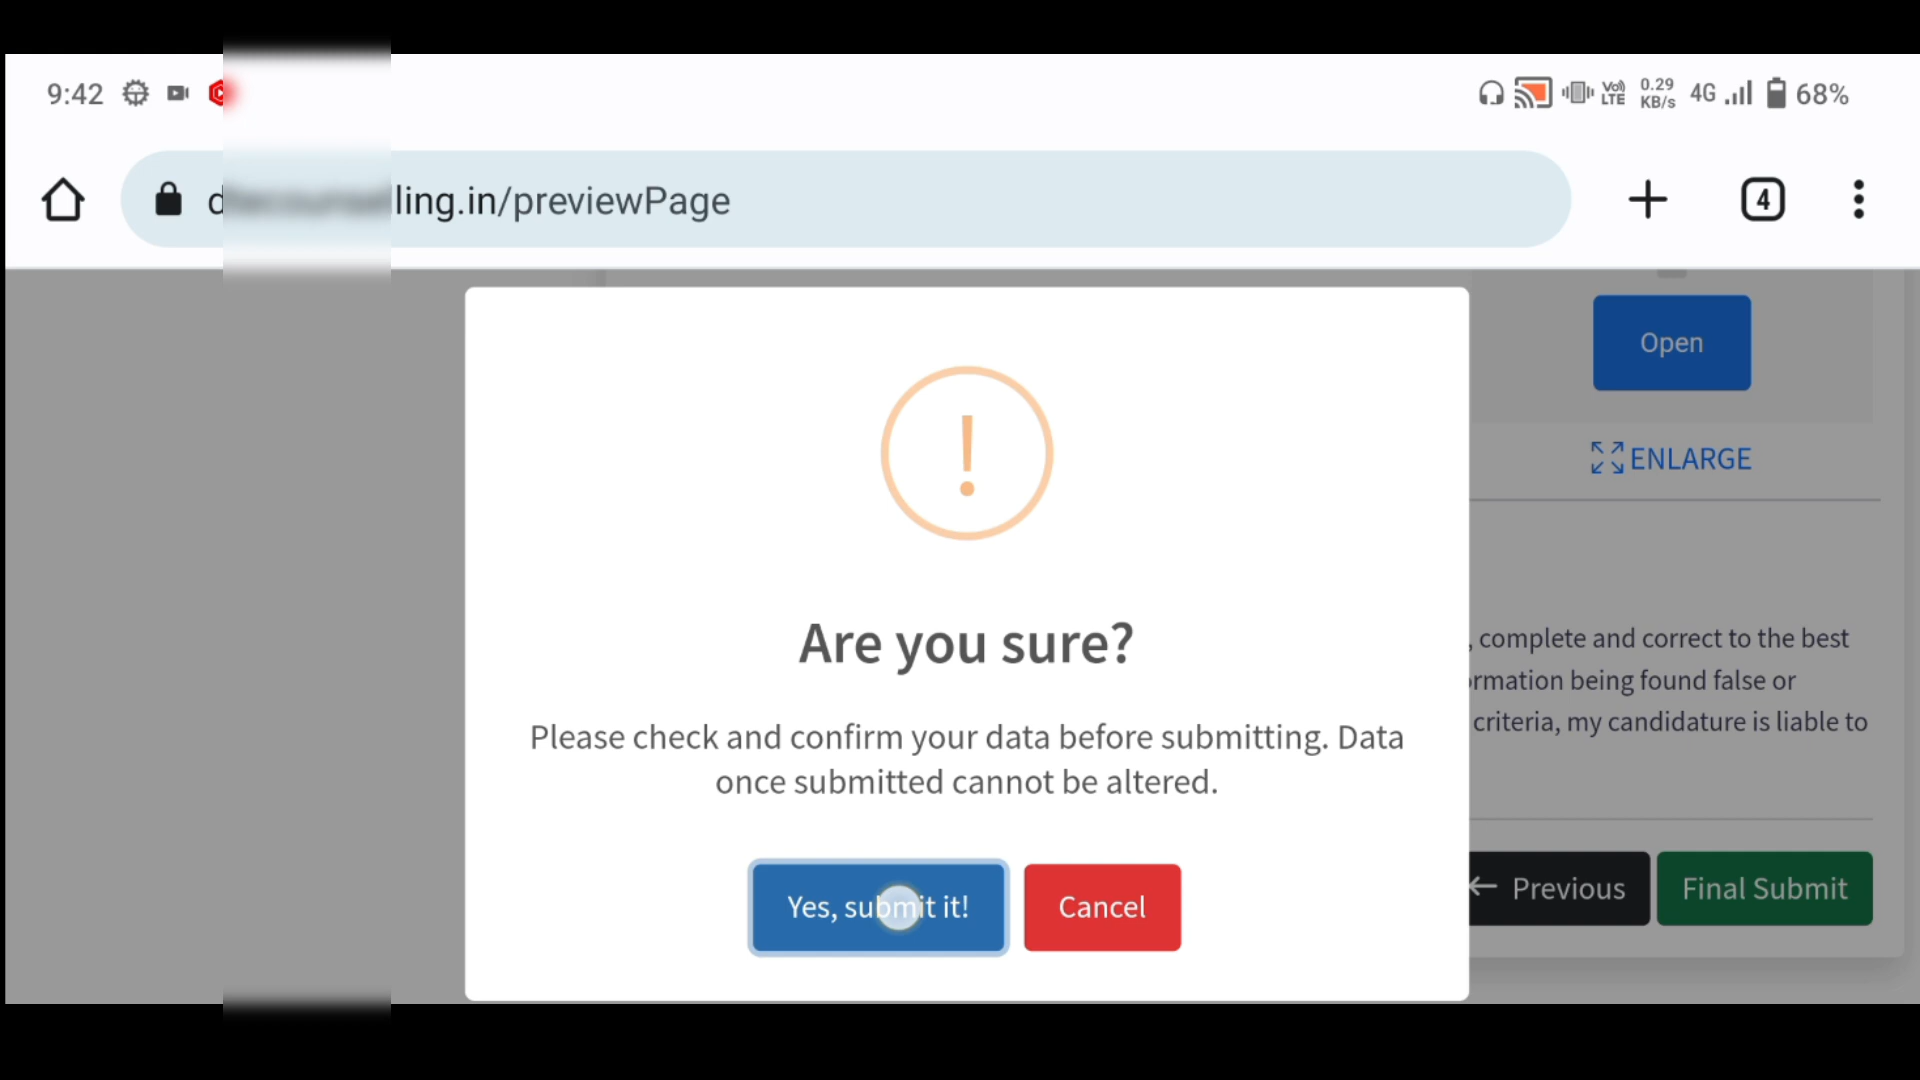 9:42
Vo) LTE 0.29 KB/s 4G 68%
ling.in/previewPage
4
Open
ENLARGE
Are you sure?
, complete and correct to the best
rmation being found false or
criteria, my candidature is liable to
Please check and confirm your data before submitting. Data
once submitted cannot be altered.
Yes, submit it!
Cancel
Previous
Final Submit